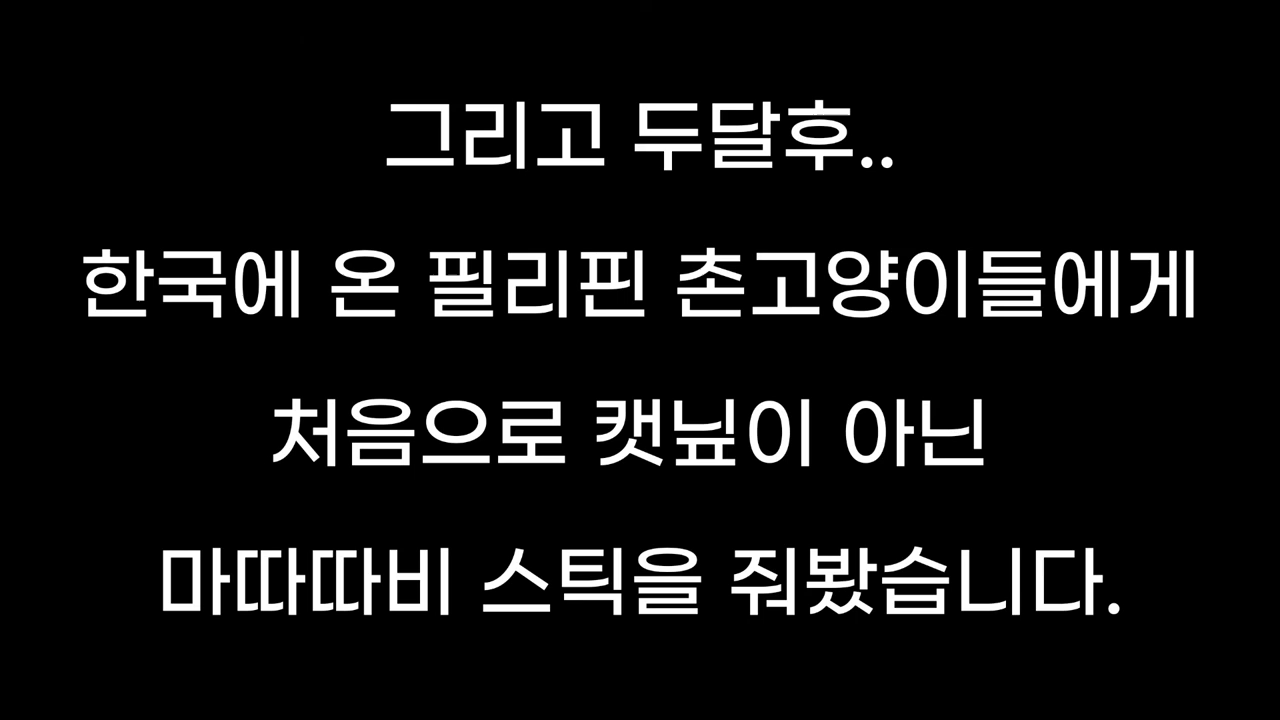 그리고 두달후..
한국에 온 필리핀 촌고양이들에게
처음으로 캣닢이 아닌
마따따비 스틱을 줘봤습니다.